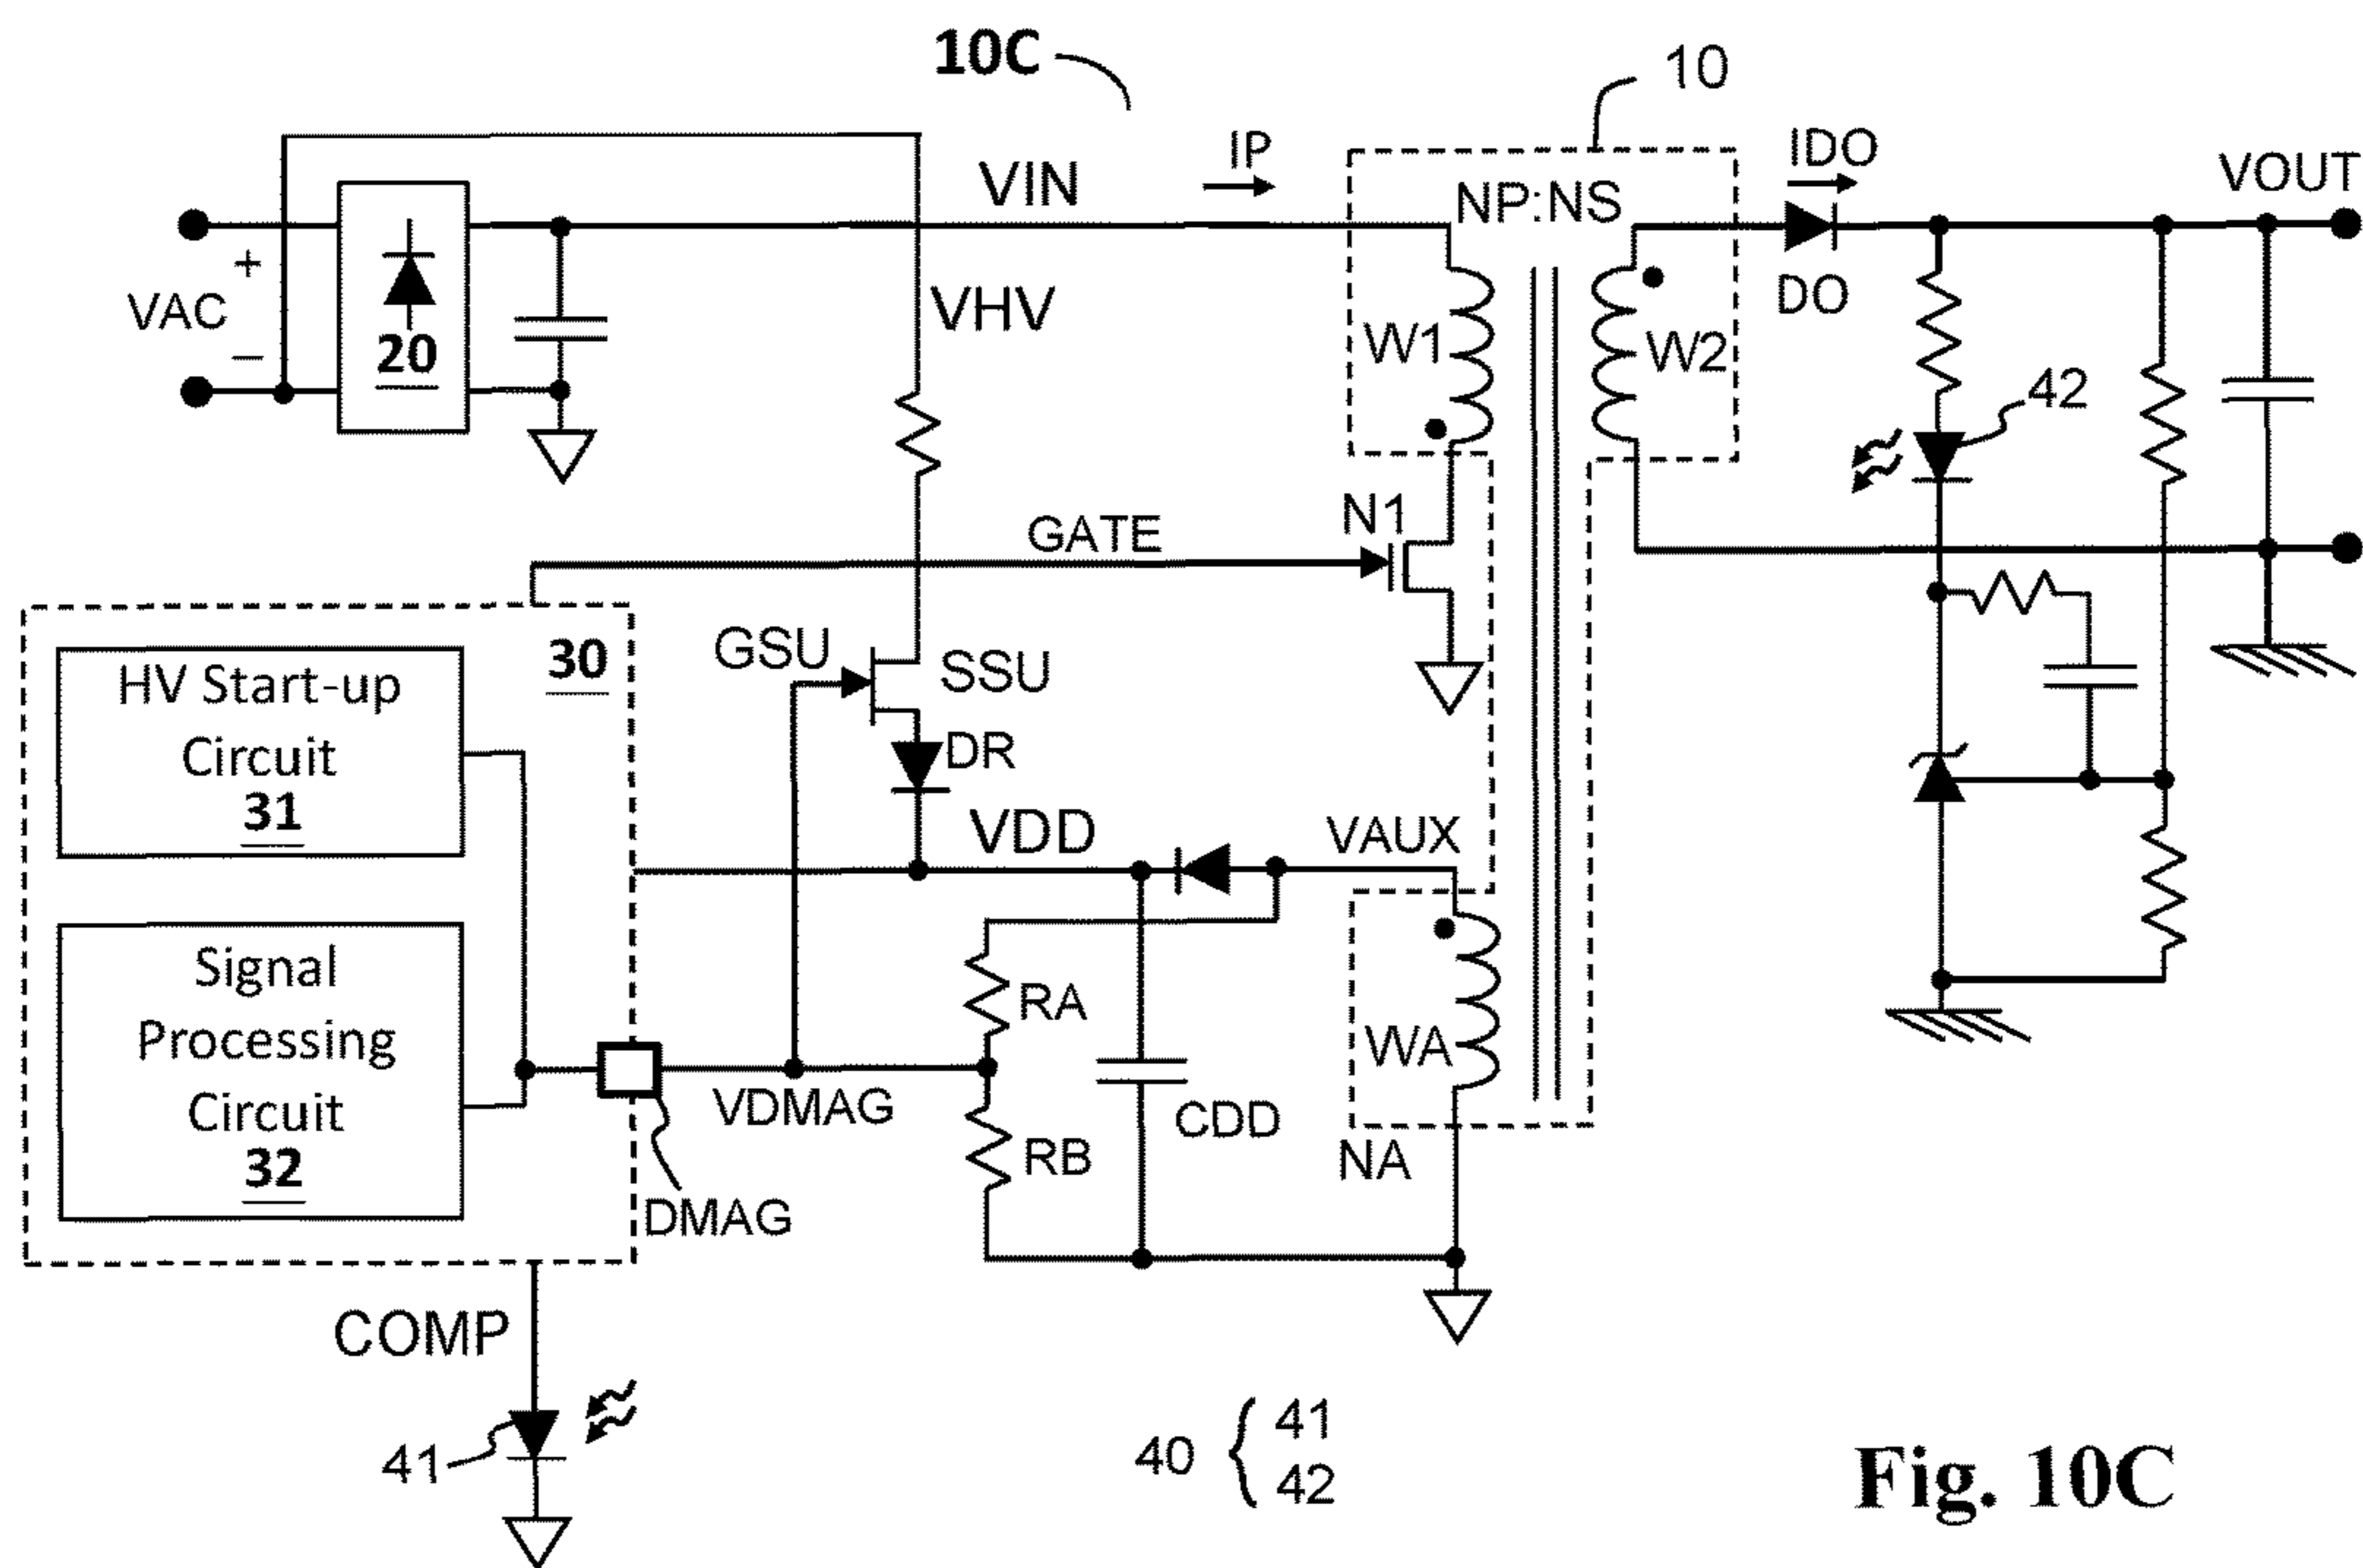 10C
10
IP
IDO
VOUT
VIN
NP:NS
+
VAC
−
20
VHV
W1
W2
DO
42
GATE
N1
30
HV Start-up
Circuit
31
GSU
SSU
DR
VDD
VAUX
Signal
Processing
Circuit
32
RA
WA
VDMAG
CDD
RB
NA
DMAG
COMP
41
40 { 41
42
Fig. 10C